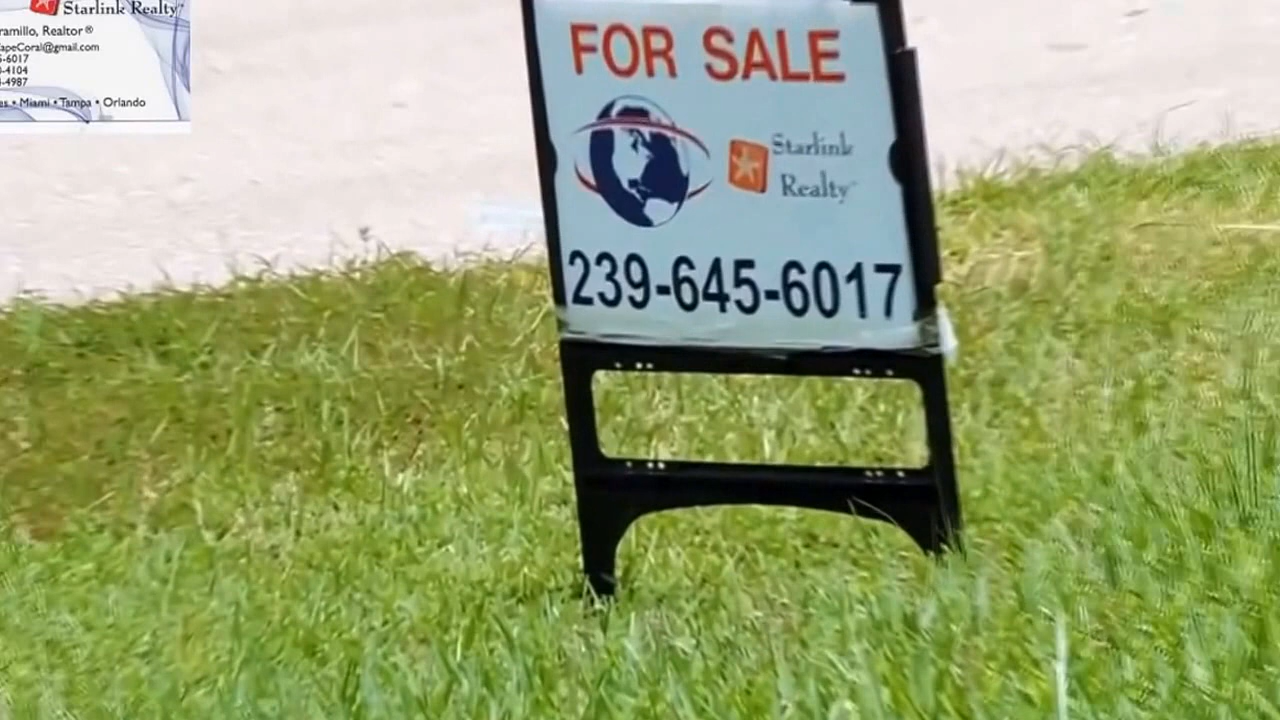 Starlink Realty
ramillo, Realtor®
apeCoral@gmail.com
-6017
-4104
-4987
es • Miami • Tampa • Orlando
FOR SALE
Starlink
Realty
239-645-6017